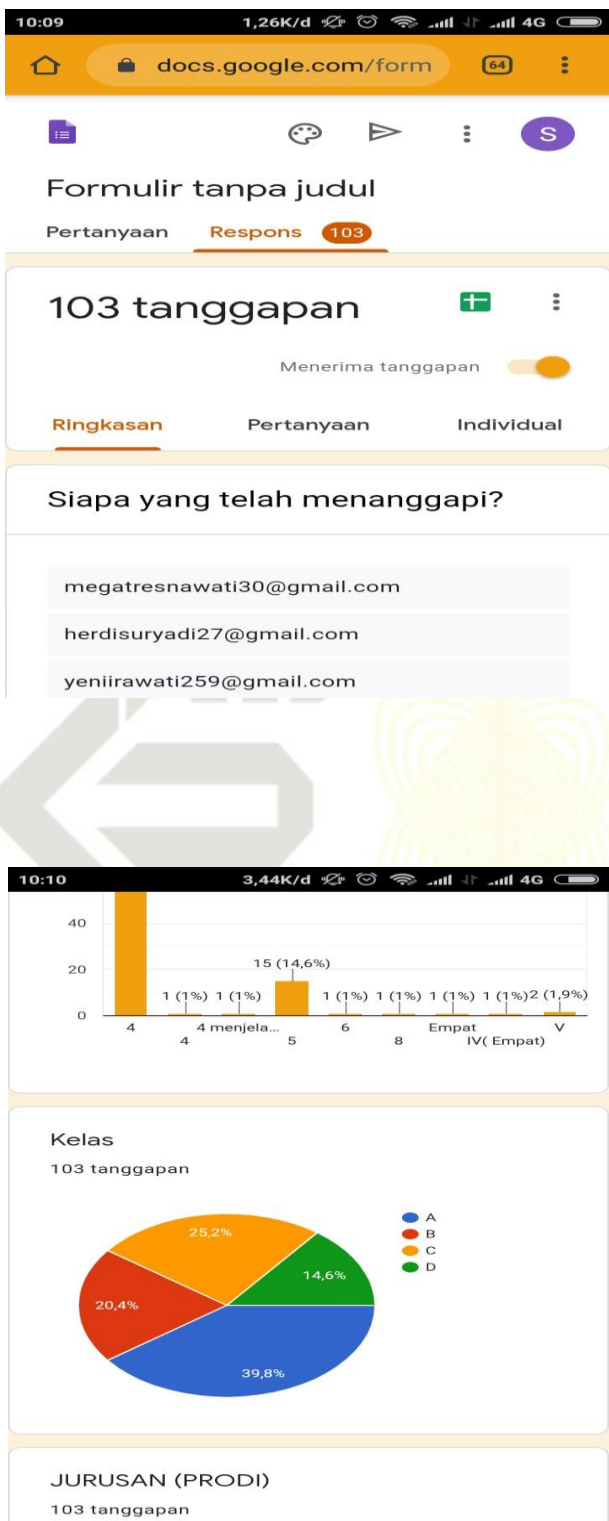 10:09 1,26K/d 4G
docs.google.com/form 64
S
Formulir tanpa judul
Pertanyaan Respons 103
103 tanggapan
Menerima tanggapan
Ringkasan Pertanyaan Individual
Siapa yang telah menanggapi?
megatresnawati30@gmail.com
herdisuryadi27@gmail.com
yeniirawati259@gmail.com
10:10 3,44K/d 4G
40
20
15 (14,6%)
1 (1%) 1 (1%) 1 (1%) 1 (1%) 1 (1%) 1 (1%) 2 (1,9%)
0
4 4 menjela... 6 Empat V
4 5 8 IV( Empat)
Kelas
103 tanggapan
A
B
C
D
25,2%
14,6%
20,4%
39,8%
JURUSAN (PRODI)
103 tanggapan